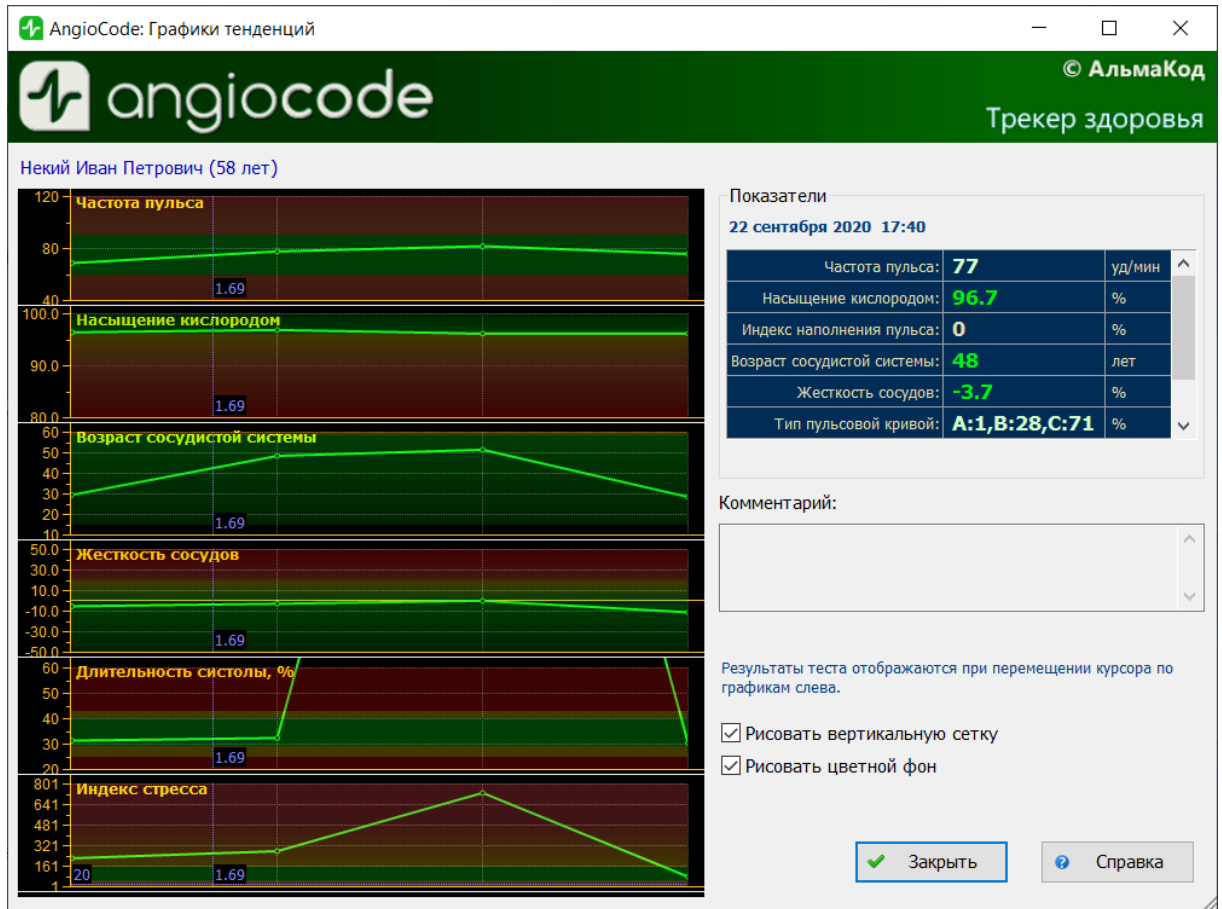 AngioCode: Графики тенденций
angiocode
© АльмаКод
Трекер здоровья
Некий Иван Петрович (58 лет)
120
80
40
Частота пульса
1.69
100.0
90.0
80.0
Насыщение кислородом
1.69
60
50
40
30
20
10
Возраст сосудистой системы
1.69
50.0
30.0
10.0
-10.0
-30.0
-50.0
Жесткость сосудов
1.69
60
50
40
30
20
Длительность систолы, %
1.69
801
641
481
321
161
1
Индекс стресса
20
1.69
Показатели
22 сентября 2020 17:40
Частота пульса: 77 уд/мин
Насыщение кислородом: 96.7 %
Индекс наполнения пульса: 0 %
Возраст сосудистой системы: 48 лет
Жесткость сосудов: -3.7 %
Тип пульсовой кривой: A:1,B:28,C:71 %
Комментарий:
Результаты теста отображаются при перемещении курсора по
графикам слева.
Рисовать вертикальную сетку
Рисовать цветной фон
Закрыть
Справка